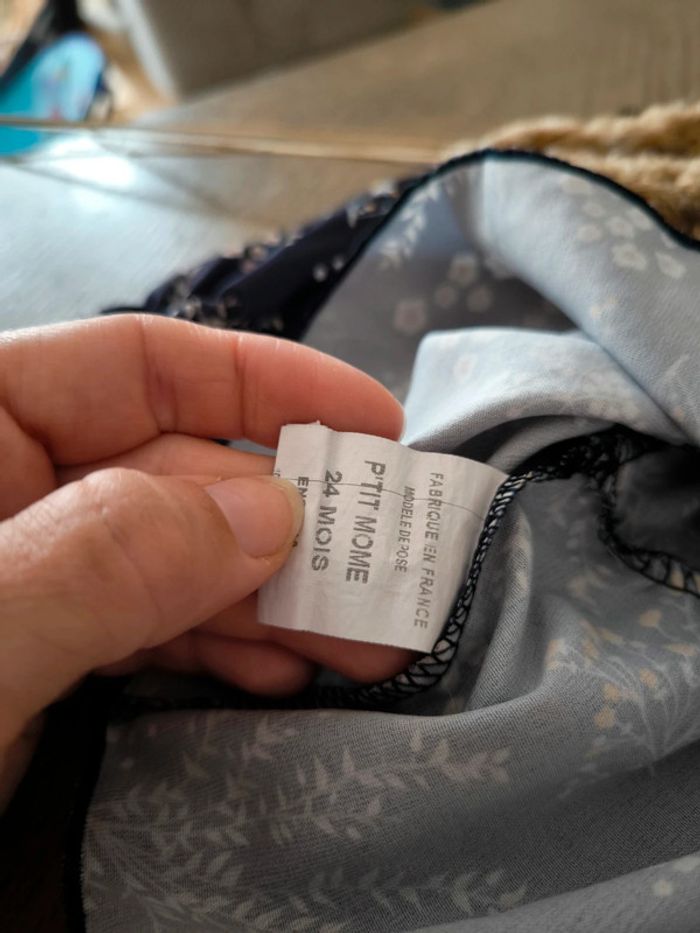 FABRIQUE EN FRANCE
MODELE DEPOSE
P'TIT MOME
24 MOIS